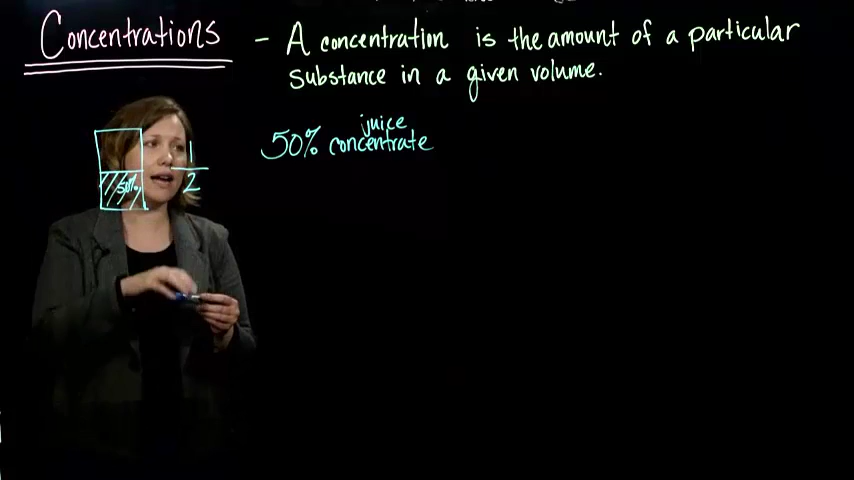 Concentrations - A concentration is the amount of a particular
substance in a given volume.
juice
50% concentrate
1
50%
2